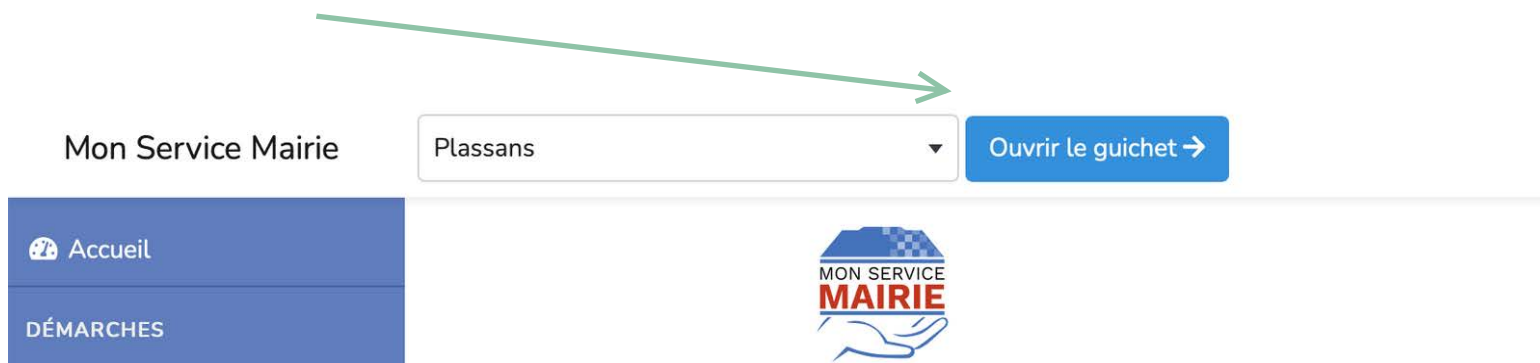 Mon Service Mairie
Plassans
Ouvrir le guichet
Accueil
DÉMARCHES
MON SERVICE
MAIRIE